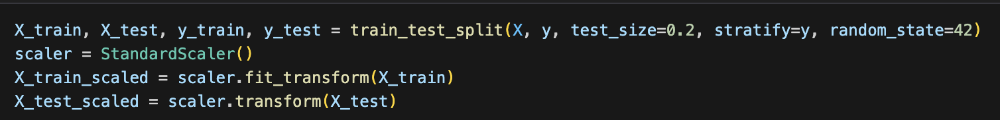 X_train, X_test, y_train, y_test = train_test_split(X, y, test_size=0.2, stratify=y, random_state=42)
scaler = StandardScaler()
X_train_scaled = scaler.fit_transform(X_train)
X_test_scaled = scaler.transform(X_test)